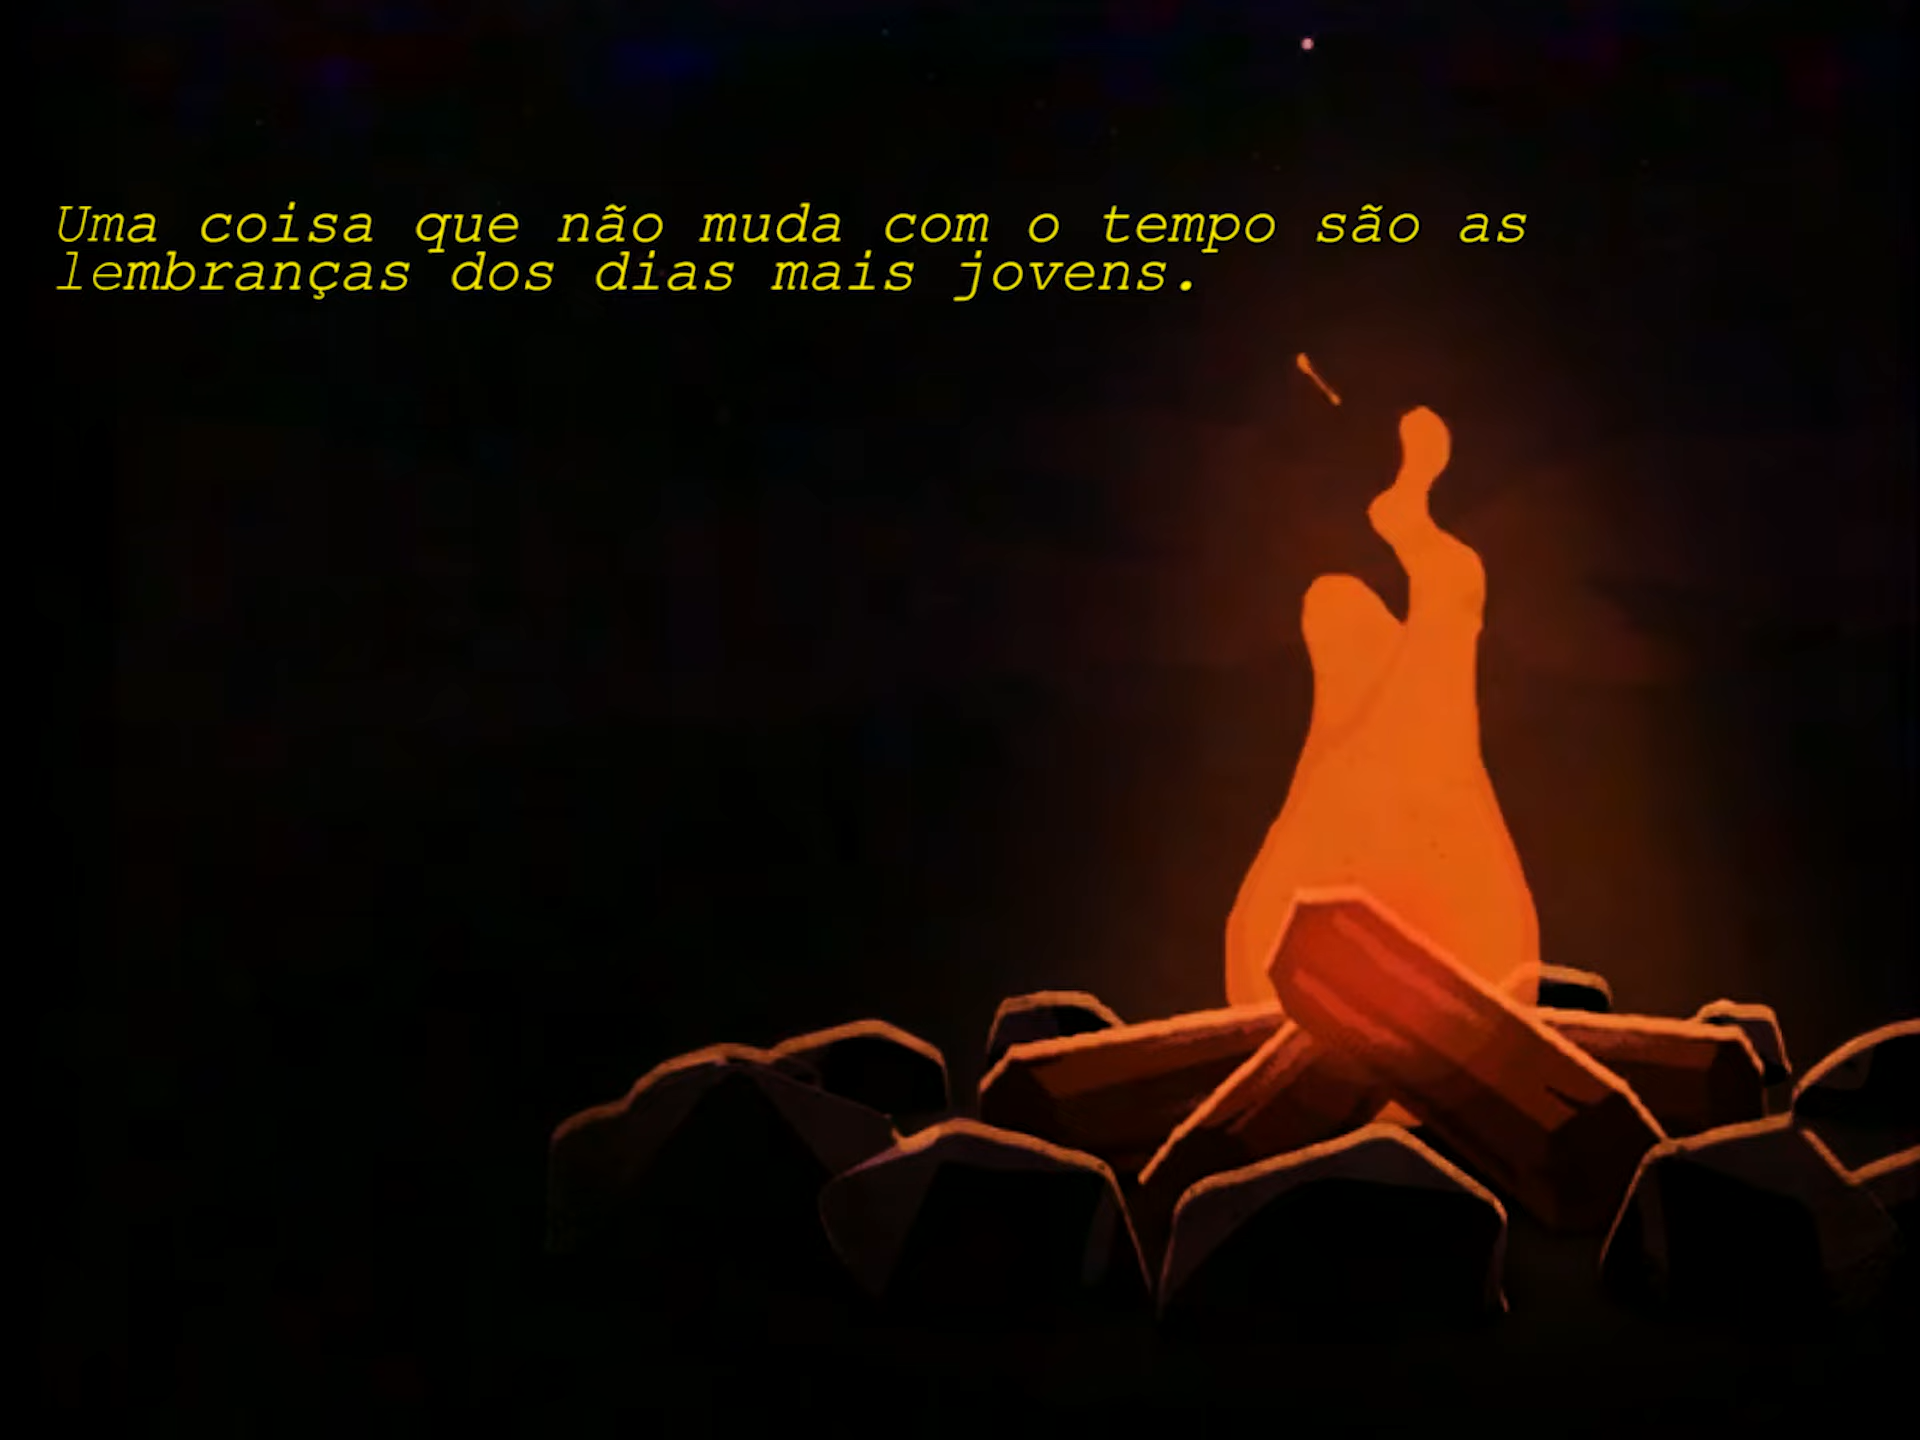 Uma coisa que não muda com o tempo são as
lembranças dos dias mais jovens.